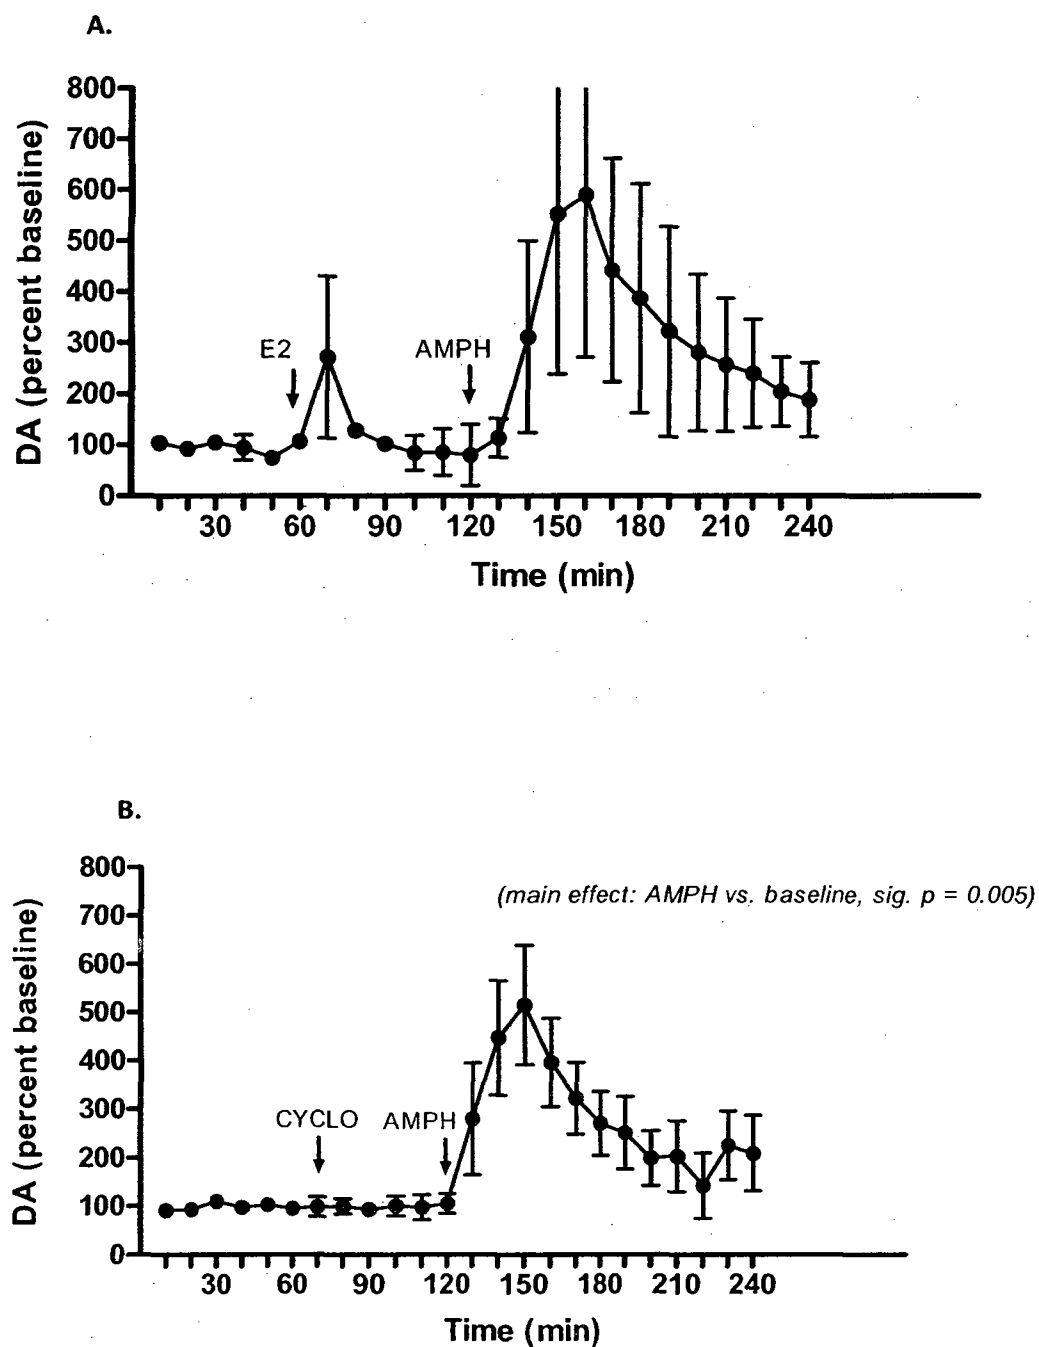 A.
800
700
600
500
400
300
200
100
0
DA (percent baseline)
E2
AMPH
30 60 90 120 150 180 210 240
Time (min)
B.
800
700
600
500
400
300
200
100
0
DA (percent baseline)
(main effect: AMPH vs. baseline, sig. p = 0.005)
CYCLO AMPH
30 60 90 120 150 180 210 240
Time (min)